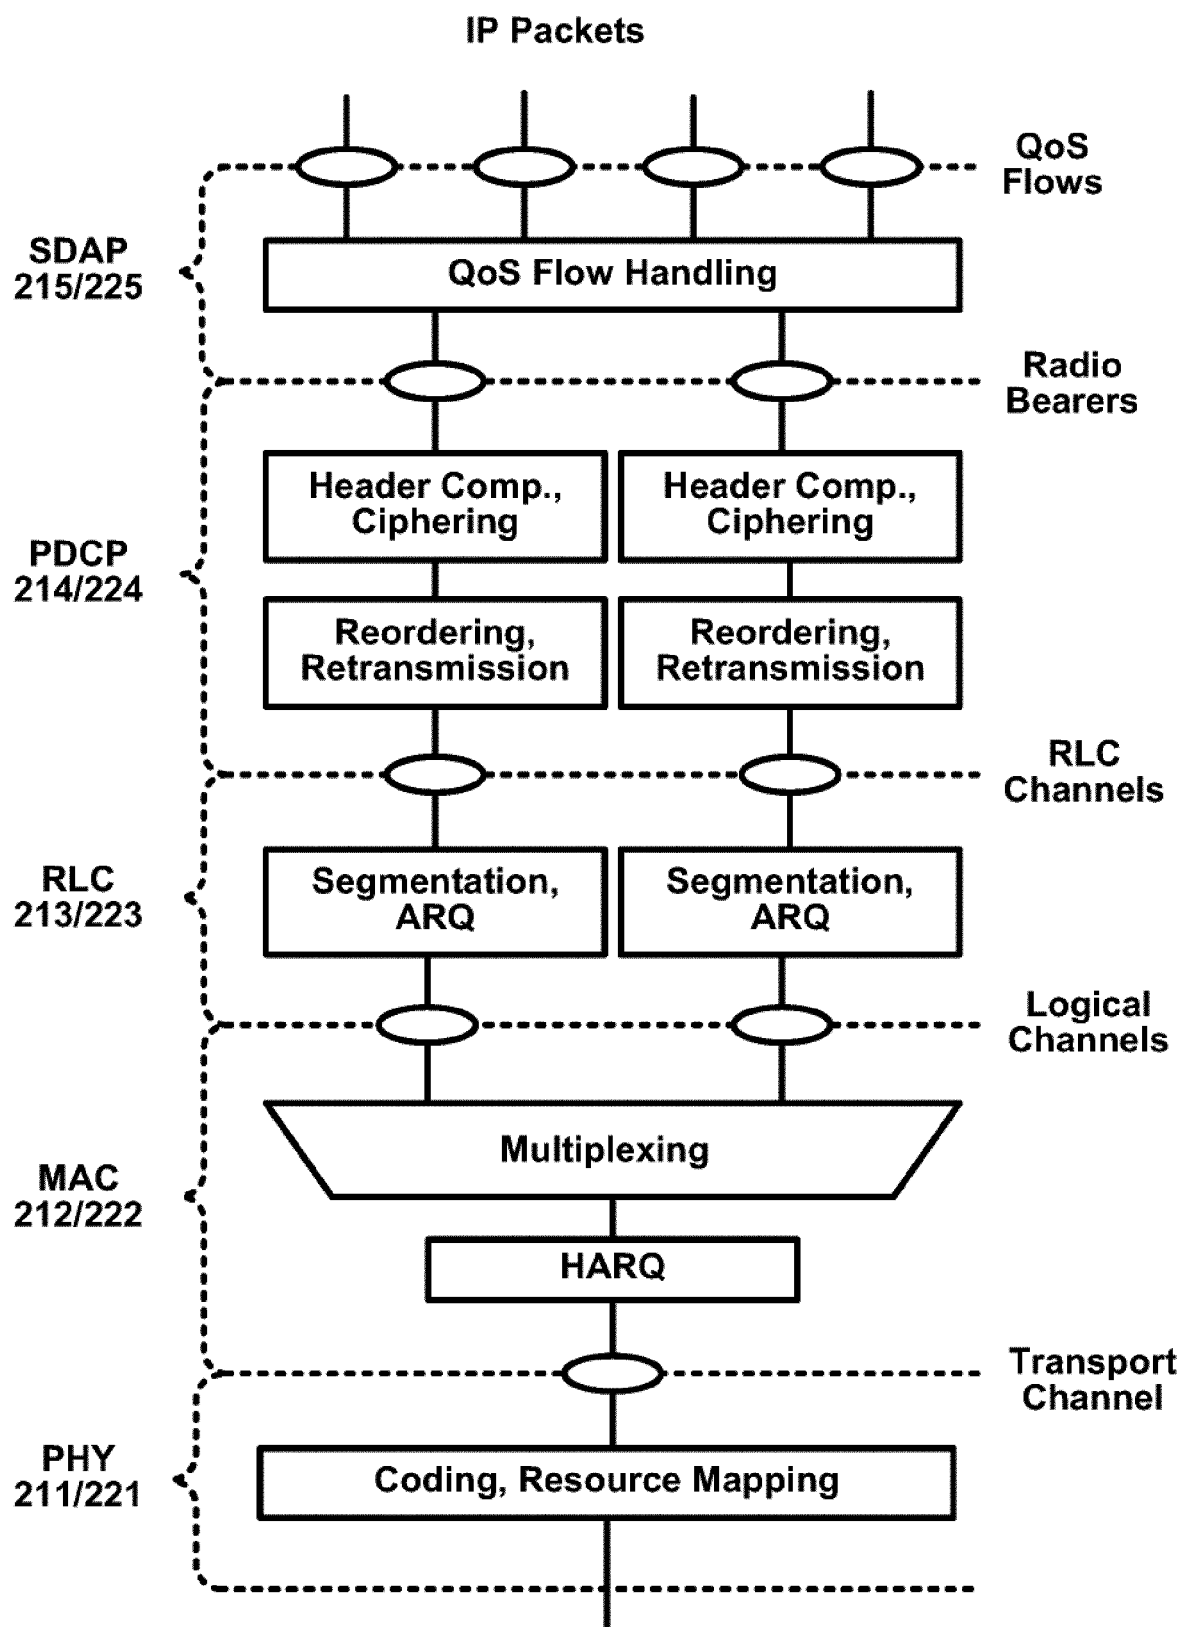 IP Packets
QoS
Flows
SDAP
215/225
QoS Flow Handling
Radio
Bearers
Header Comp.,
Ciphering
Header Comp.,
Ciphering
PDCP
214/224
Reordering,
Retransmission
Reordering,
Retransmission
RLC
Channels
RLC
213/223
Segmentation,
ARQ
Segmentation,
ARQ
Logical
Channels
Multiplexing
MAC
212/222
HARQ
Transport
Channel
PHY
211/221
Coding, Resource Mapping